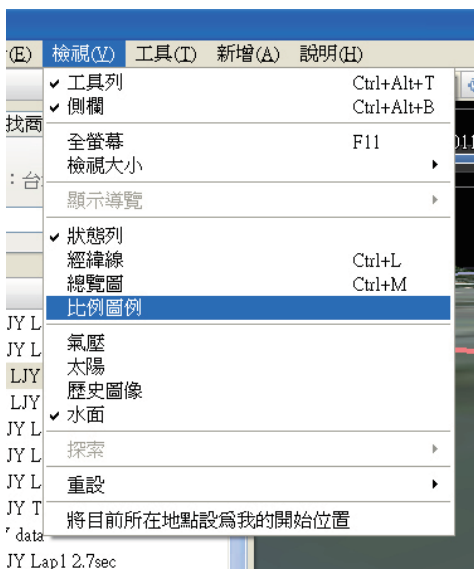 (E) 檢視(V) 工具(T) 新增(A) 說明(H)
✓ 工具列 Ctrl+Alt+T
✓ 側欄 Ctrl+Alt+B
找商
全螢幕 F11
011
檢視大小
：台
顯示導覽
✓ 狀態列
經緯線 Ctrl+L
總覽圖 Ctrl+M
比例圖例
JY L
氣壓
JY L
太陽
LJY
歷史圖像
LJY
✓ 水面
JY L
探索
JY L
JY L
重設
JY T
將目前所在地點設爲我的開始位置
data
JY Lap1 2.7sec